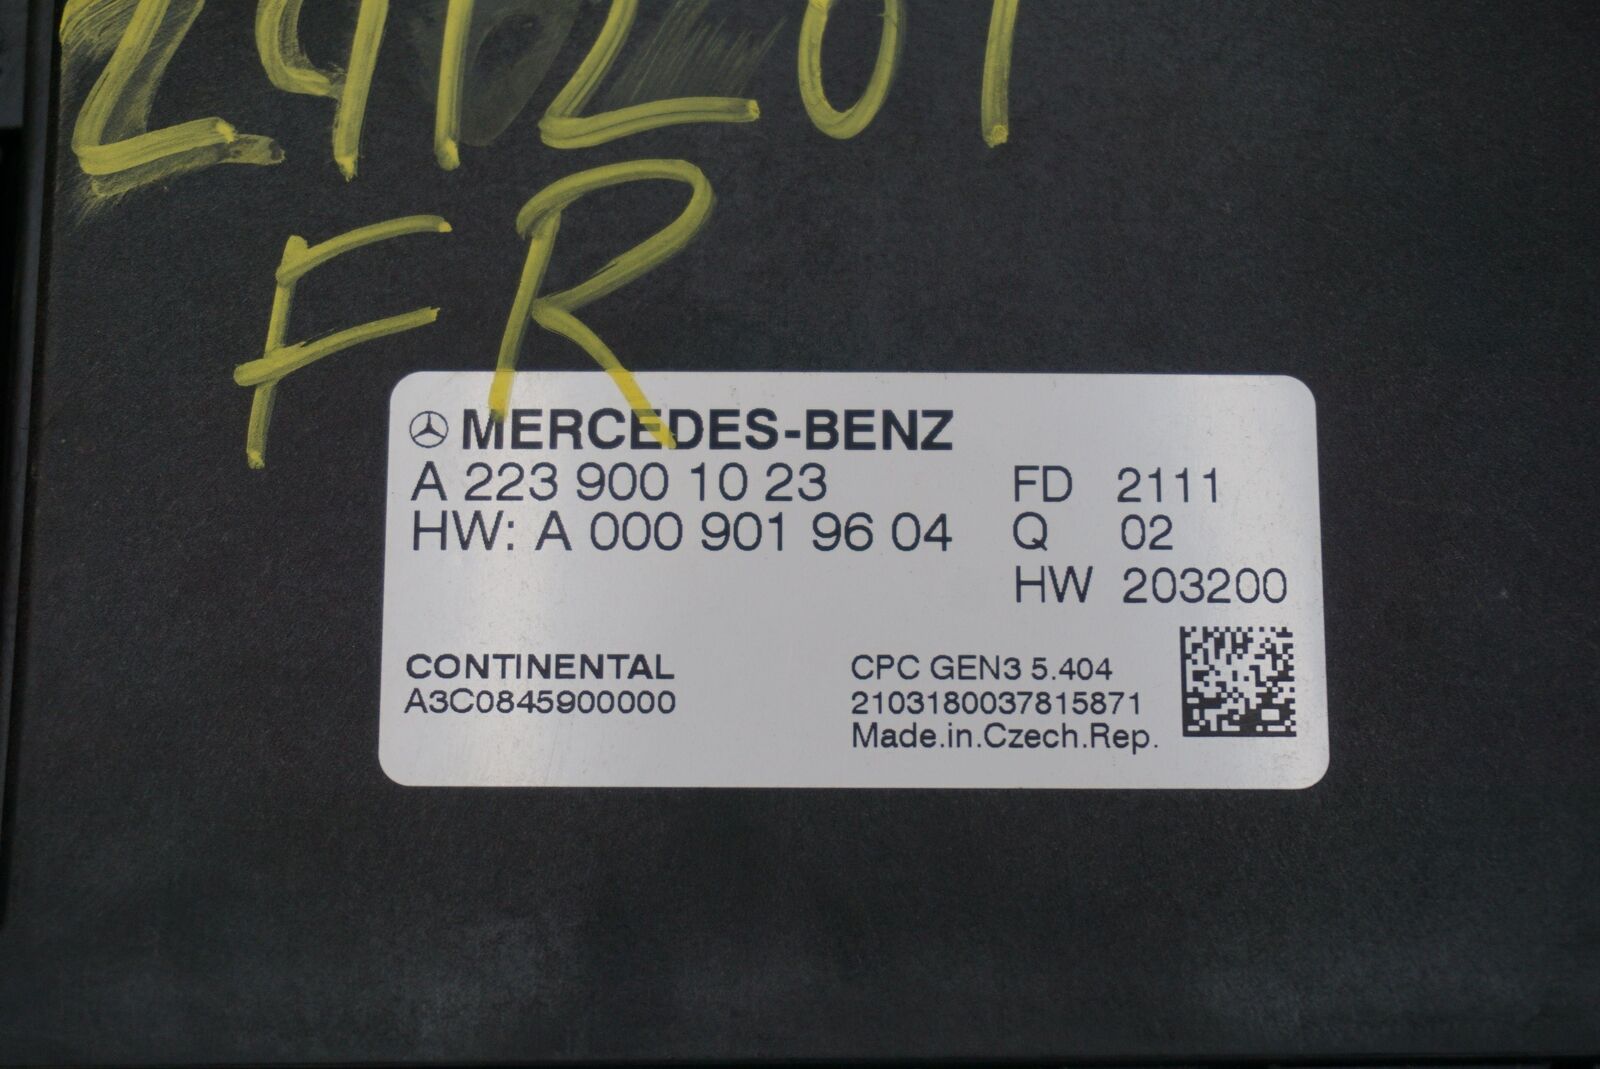 FR
MERCEDES-BENZ
A 223 900 10 23 FD 2111
HW: A 000 901 96 04 Q 02
HW 203200
CONTINENTAL CPC GEN3 5.404
A3C0845900000 2103180037815871
Made.in.Czech.Rep.